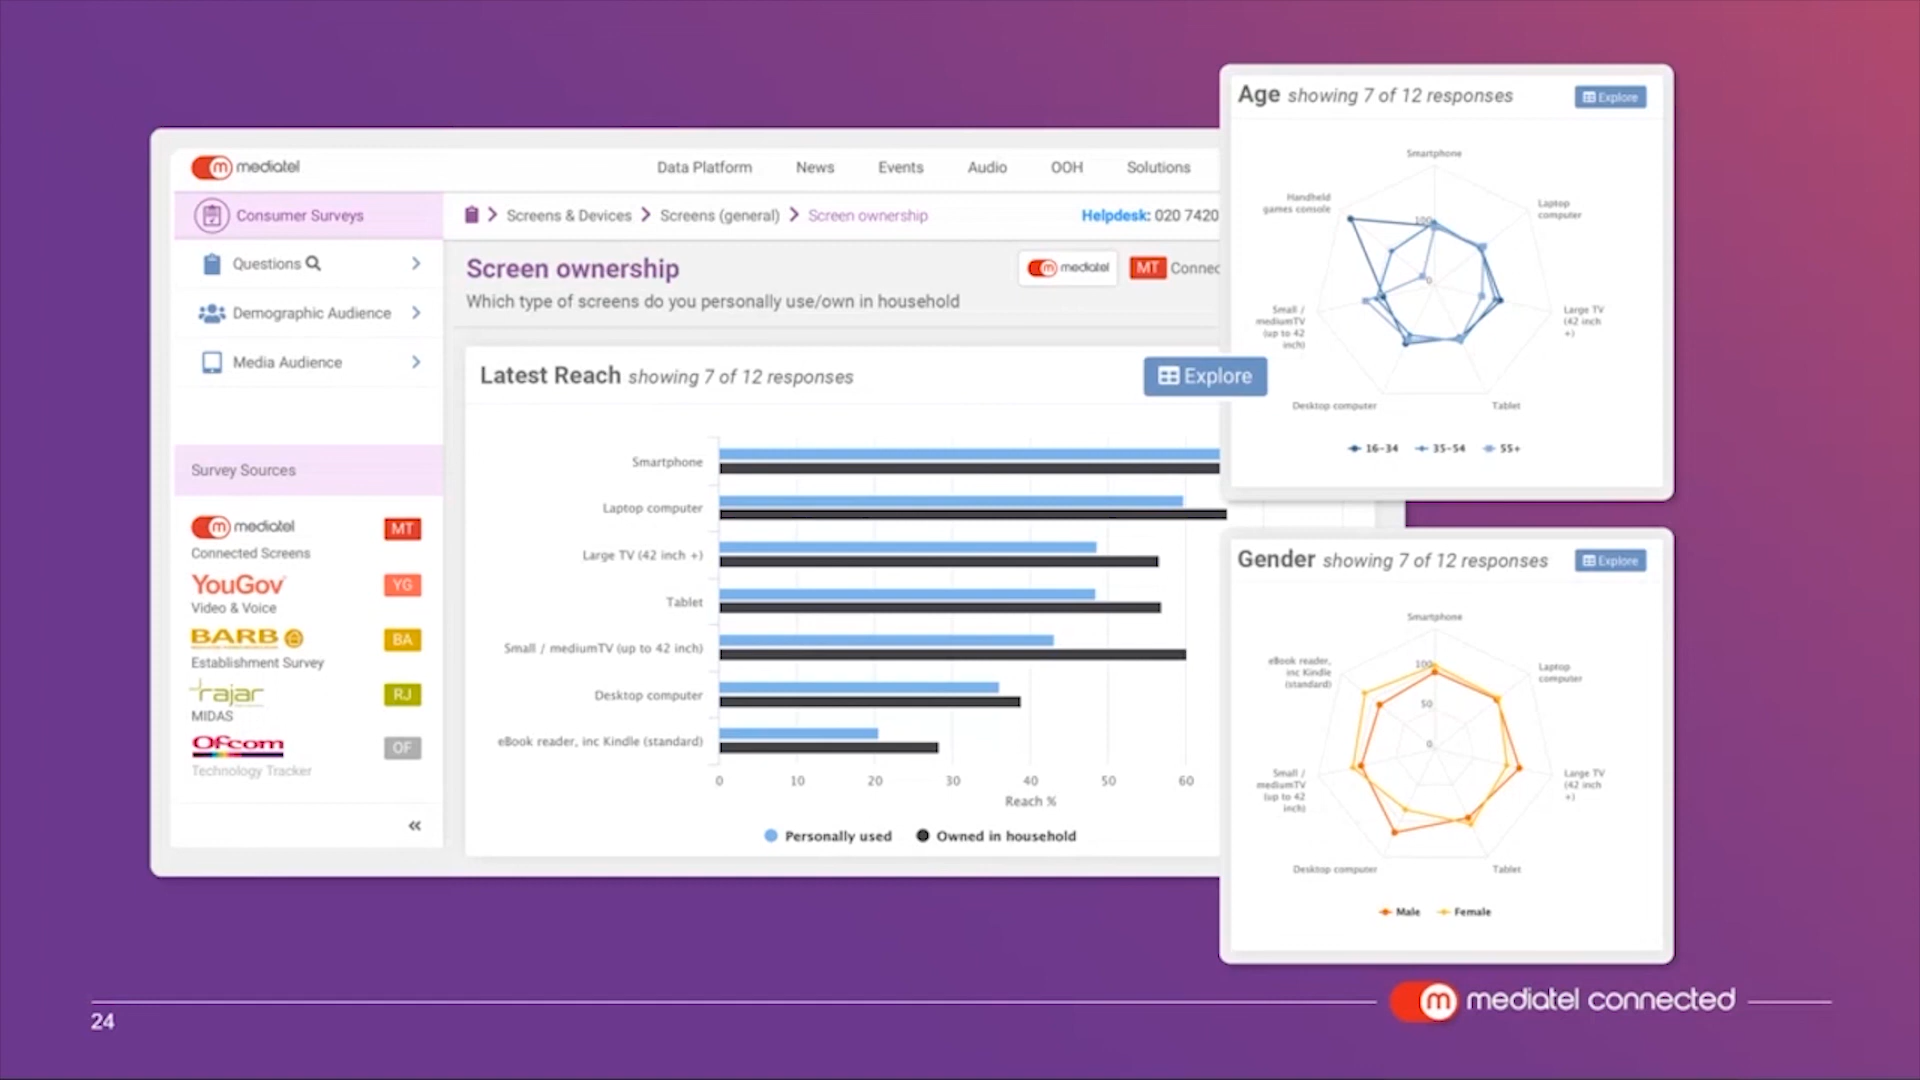 mediatel
Data Platform
News
Events
Audio
OOH
Solutions
Consumer Surveys
Screens & Devices
Screens (general)
Screen ownership
Helpdesk: 020 7420
Questions
Demographic Audience
Media Audience
Screen ownership
Which type of screens do you personally use/own in household
mediatel
MT Connec
Survey Sources
mediatel
MT
Connected Screens
YouGov
YG
Video & Voice
BARB
BA
Establishment Survey
rajar
RJ
MIDAS
Ofcom
OF
Technology Tracker
«
Latest Reach showing 7 of 12 responses
Explore
Smartphone
Laptop computer
Large TV (42 inch +)
Tablet
Small / mediumTV (up to 42 inch)
Desktop computer
eBook reader, inc Kindle (standard)
0 10 20 30 40 50 60
Reach %
Personally used
Owned in household
Age showing 7 of 12 responses
Explore
Smartphone
Handheld
games console
Laptop
computer
100
0
Small /
mediumTV
(up to 42
inch)
Large TV
(42 inch
+)
Desktop computer
Tablet
16-34 35-54 55+
Gender showing 7 of 12 responses
Explore
Smartphone
eBook reader,
inc Kindle
(standard)
Laptop
computer
100
50
0
Small /
mediumTV
(up to 42
inch)
Large TV
(42 inch
+)
Desktop computer
Tablet
Male Female
24
mediatel connected